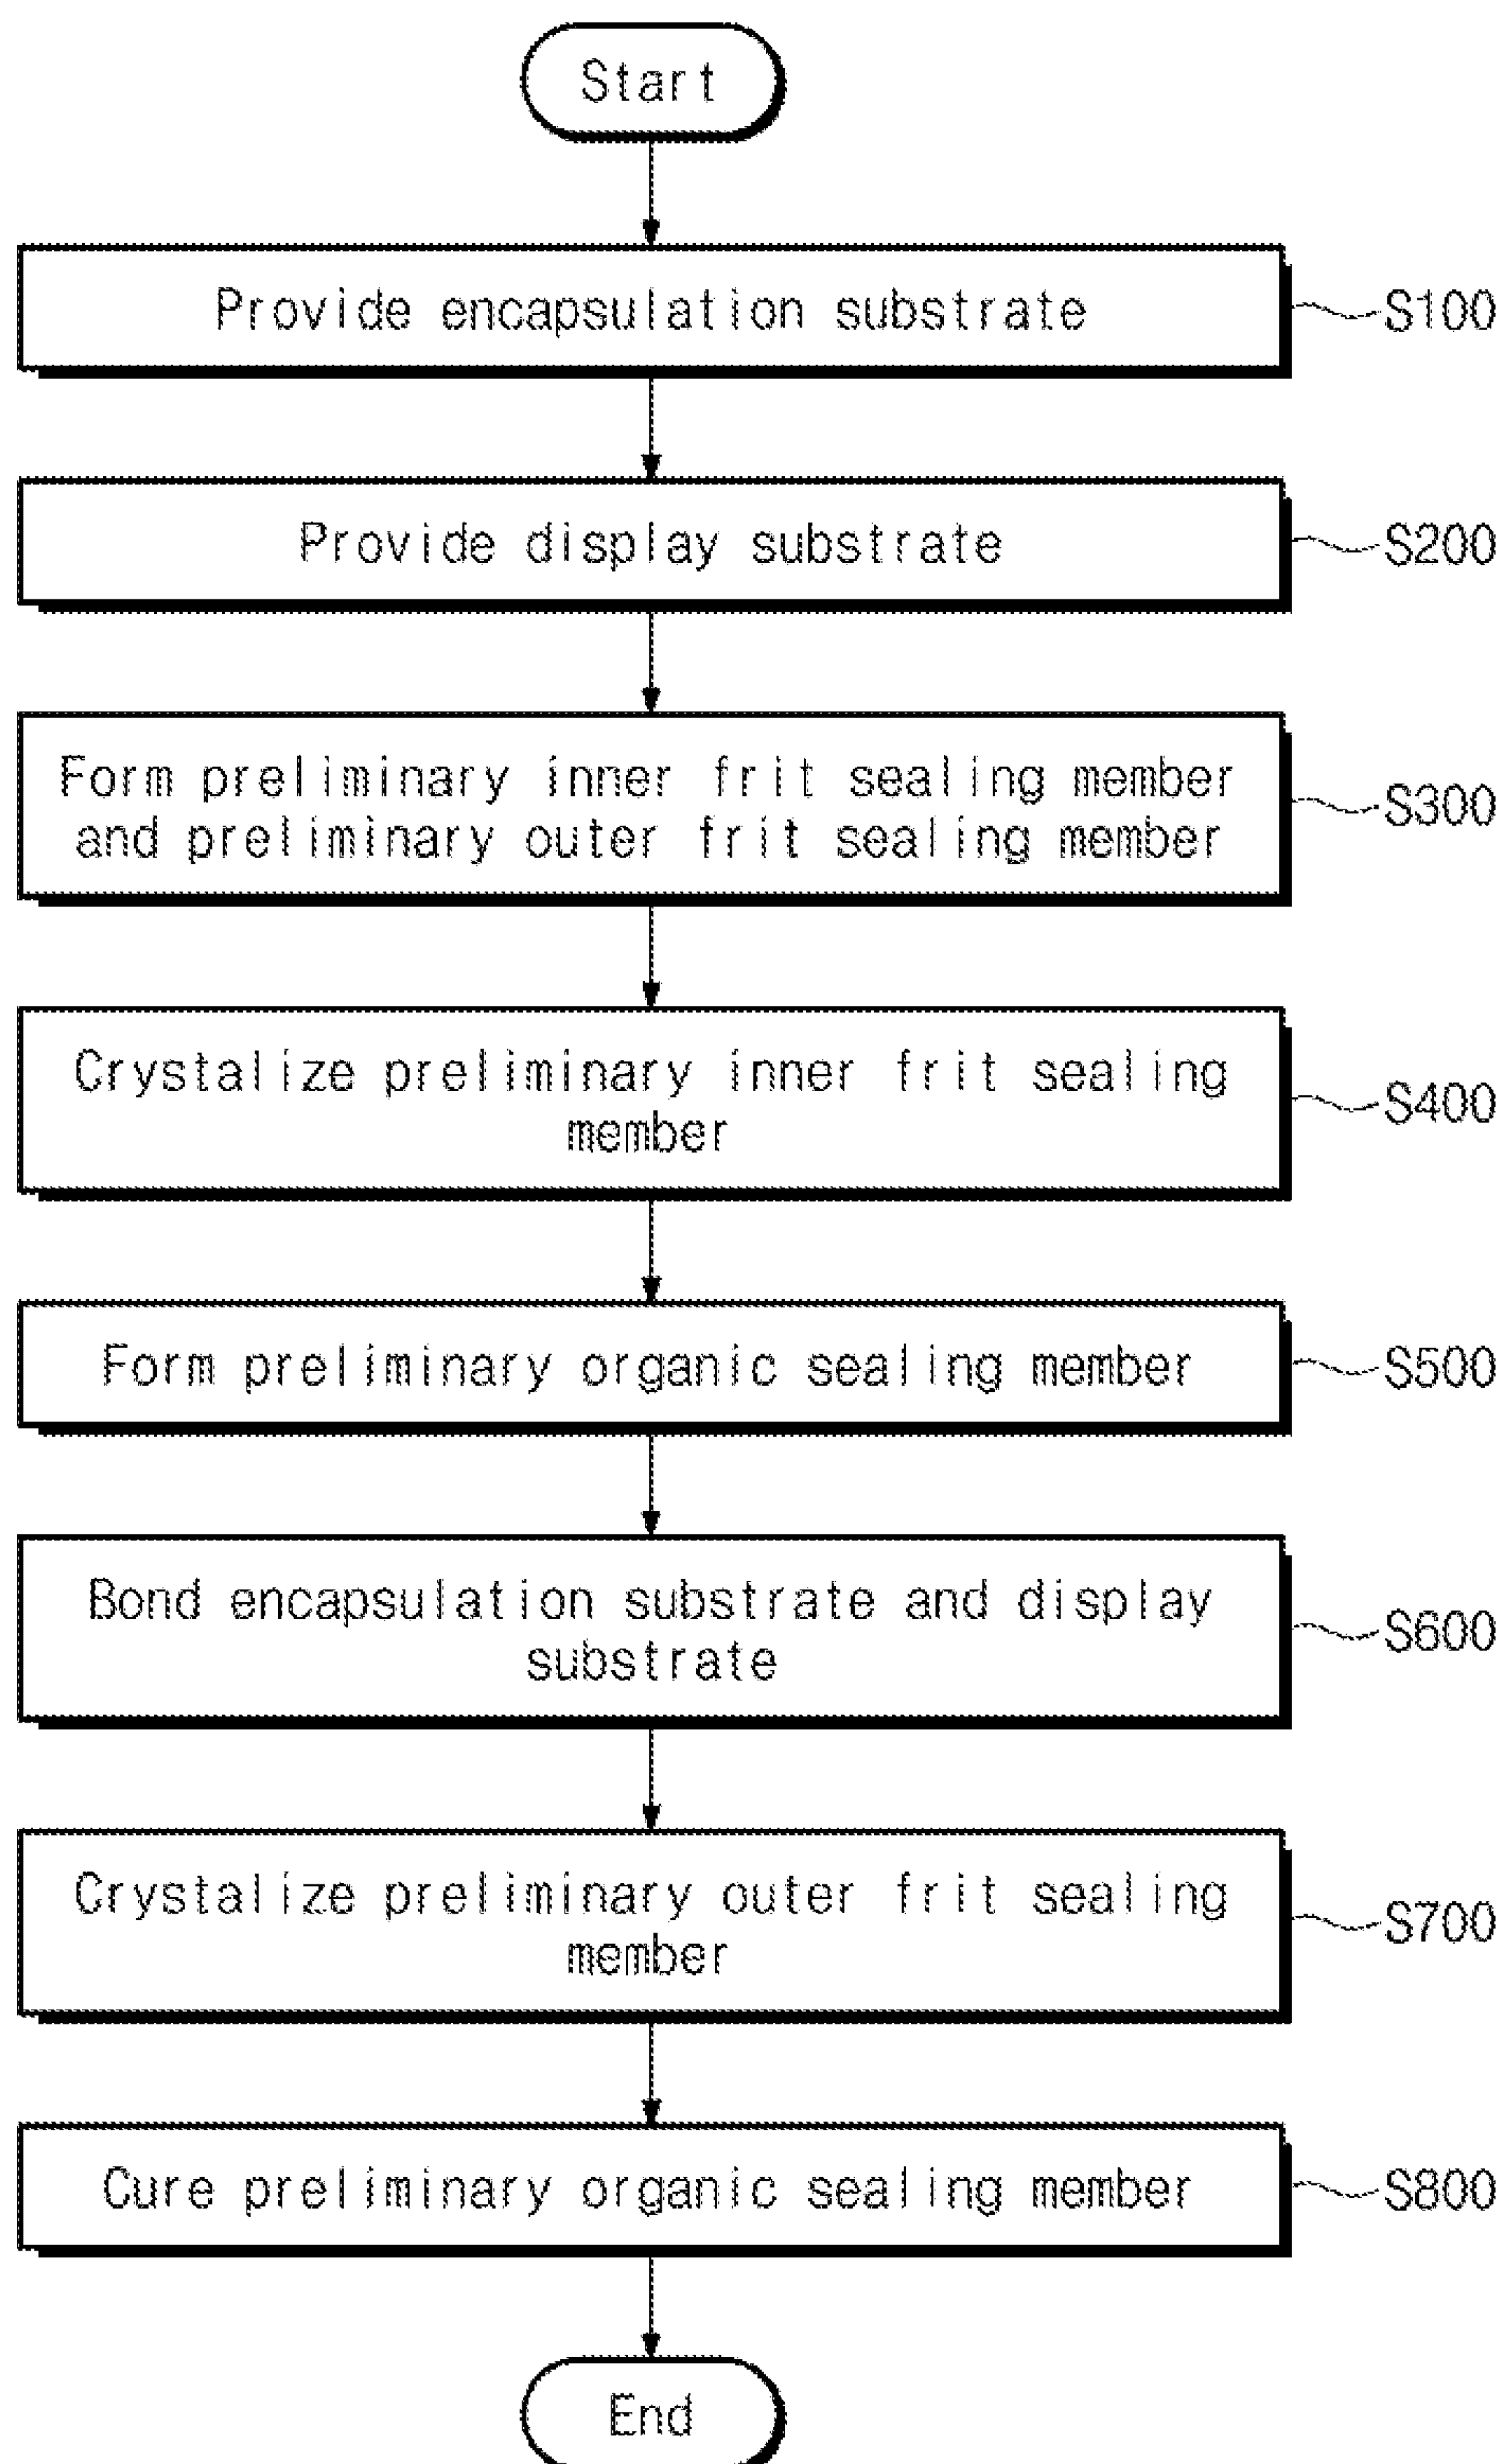 Start
Provide encapsulation substrate
S100
Provide display substrate
S200
Form preliminary inner frit sealing member
and preliminary outer frit sealing member
S300
Crystalize preliminary inner frit sealing
member
S400
Form preliminary organic sealing member
S500
Bond encapsulation substrate and display
substrate
S600
Crystalize preliminary outer frit sealing
member
S700
Cure preliminary organic sealing member
S800
End